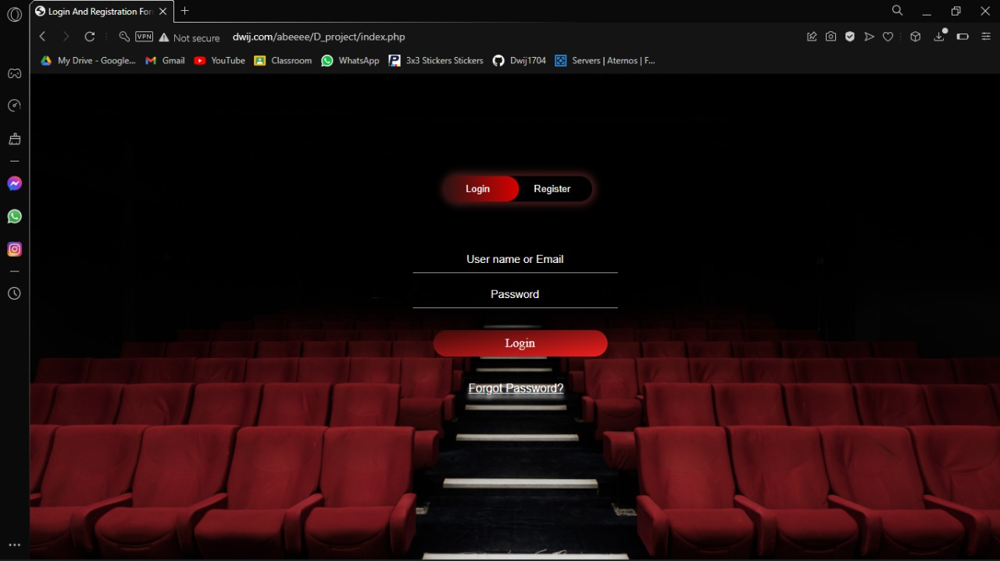 Login And Registration For
VPN Not secure dwij.com/abeeee/D_project/index.php
My Drive - Google... Gmail YouTube Classroom WhatsApp 3x3 Stickers Stickers Dwij1704 Servers | Aternos | F...
Login Register
User name or Email
Password
Login
Forgot Password?